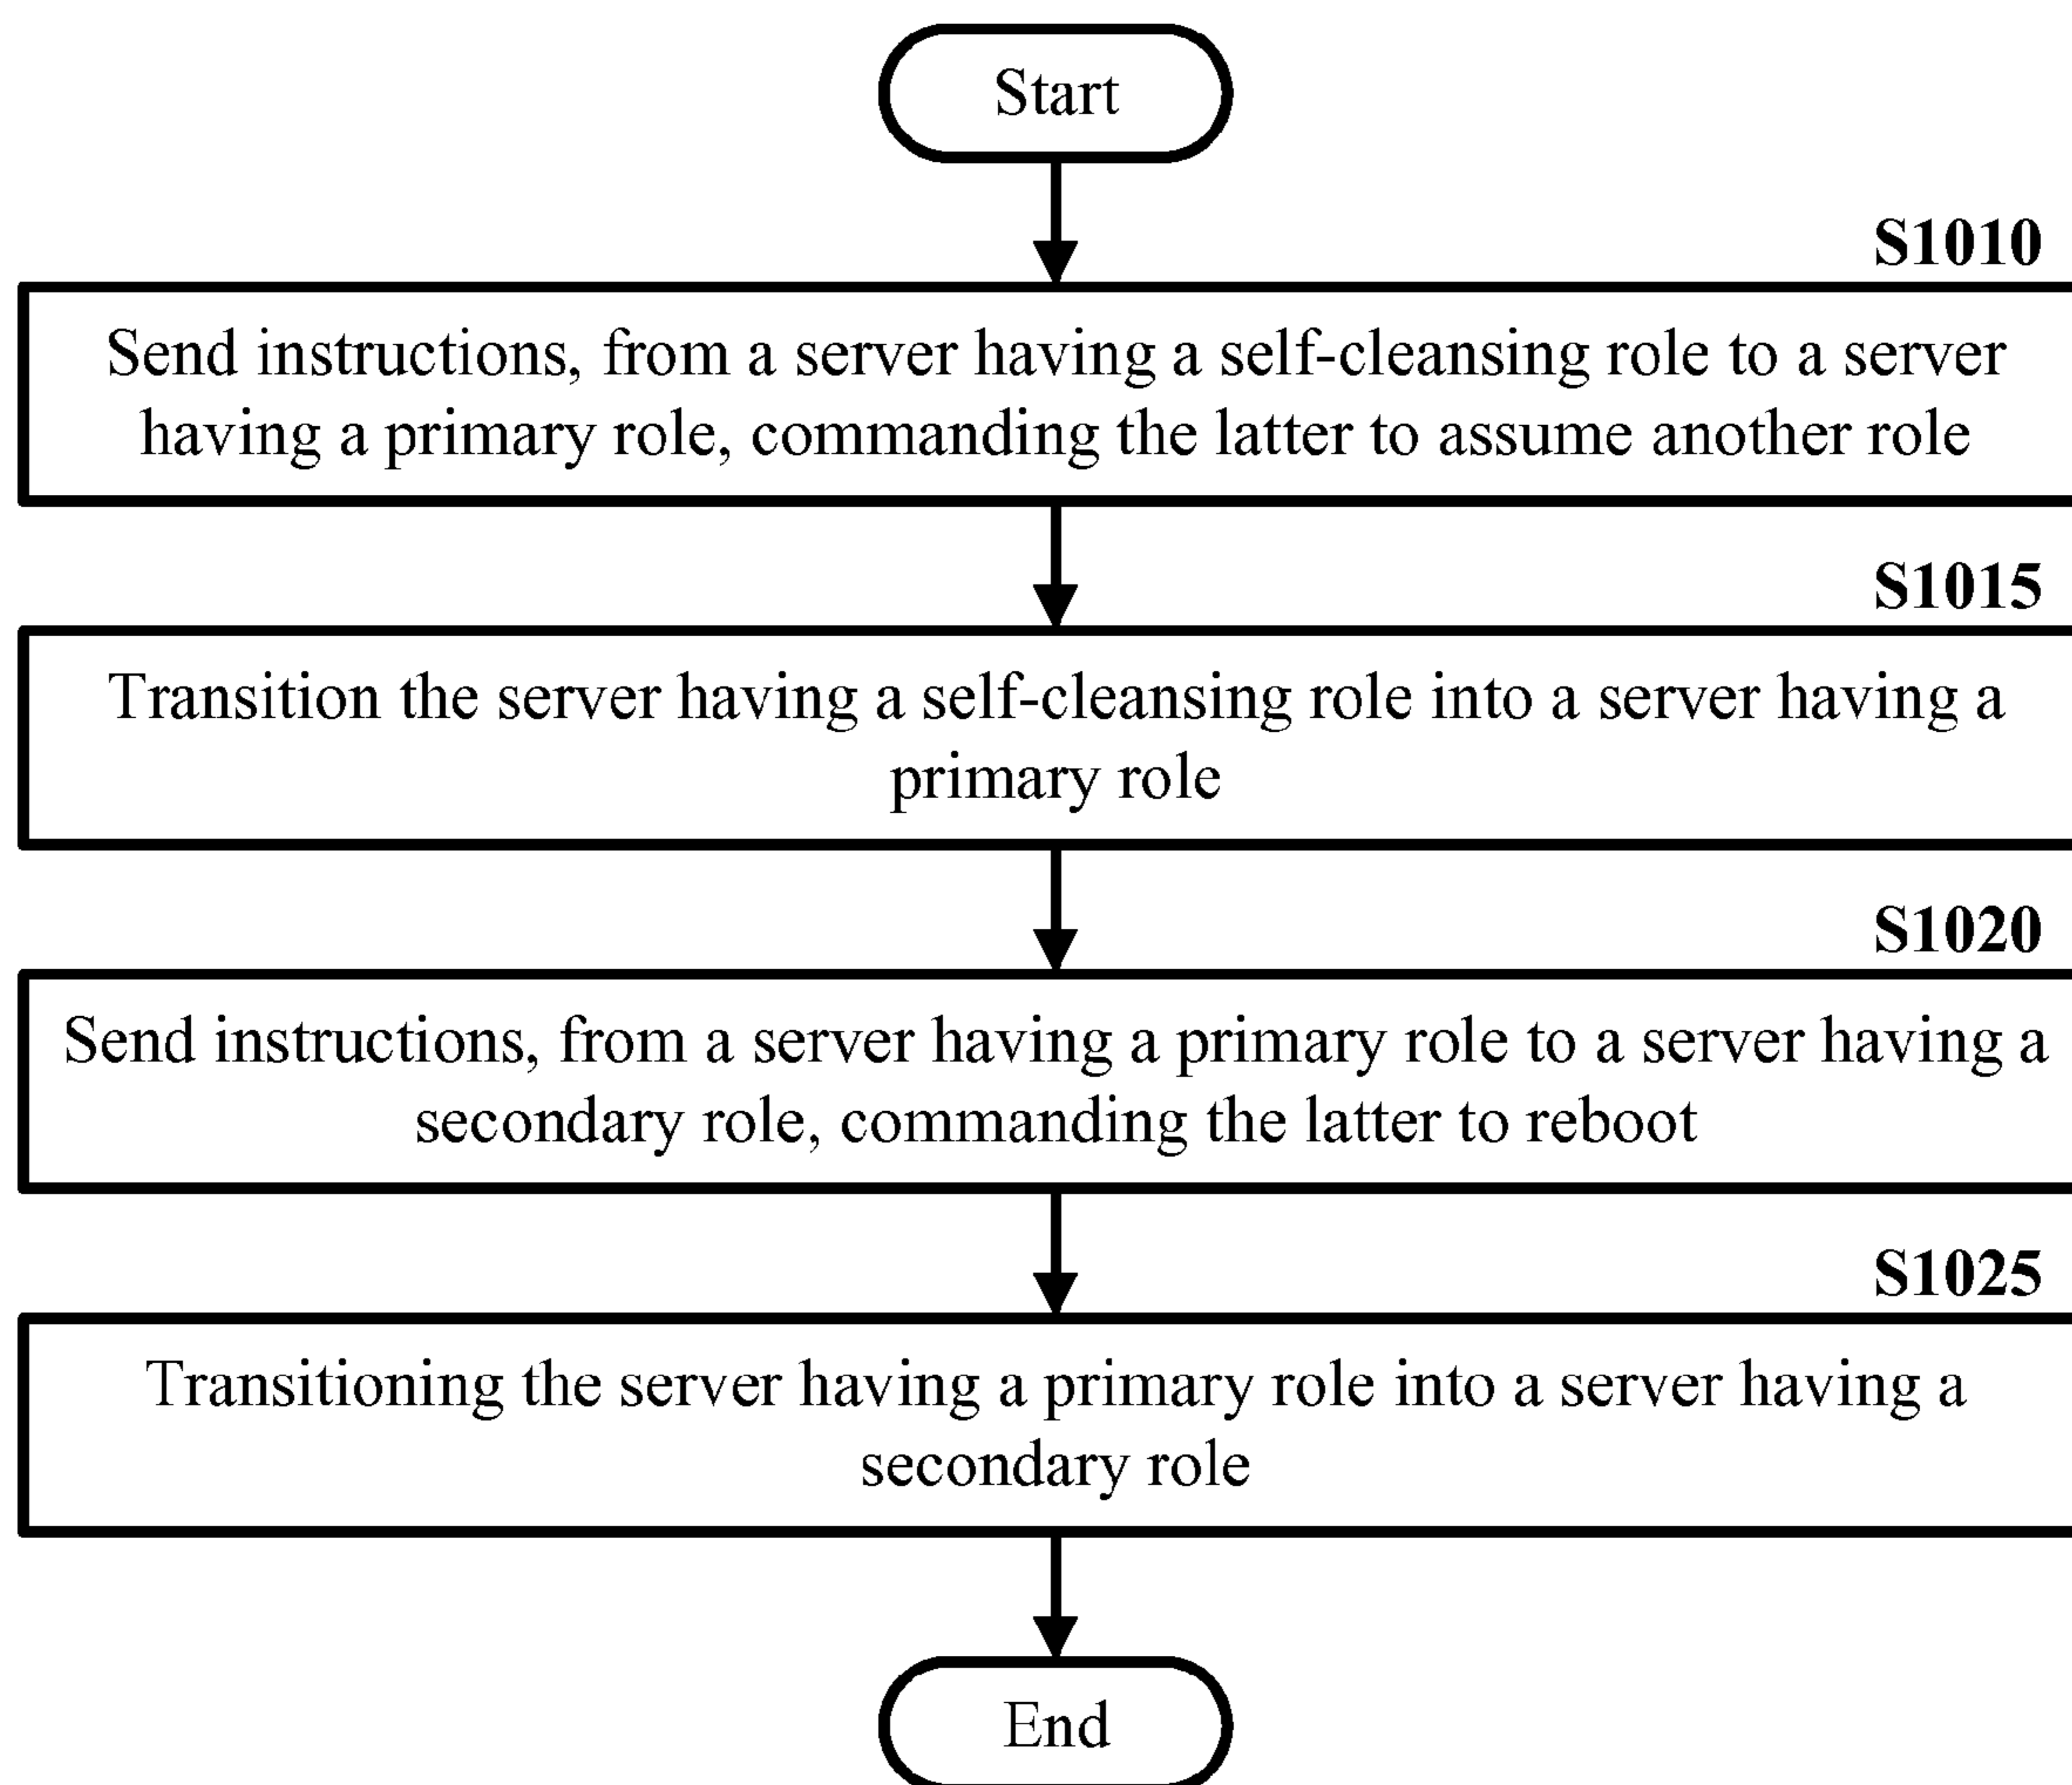 Start
S1010
Send instructions, from a server having a self-cleansing role to a server
having a primary role, commanding the latter to assume another role
S1015
Transition the server having a self-cleansing role into a server having a
primary role
S1020
Send instructions, from a server having a primary role to a server having a
secondary role, commanding the latter to reboot
S1025
Transitioning the server having a primary role into a server having a
secondary role
End